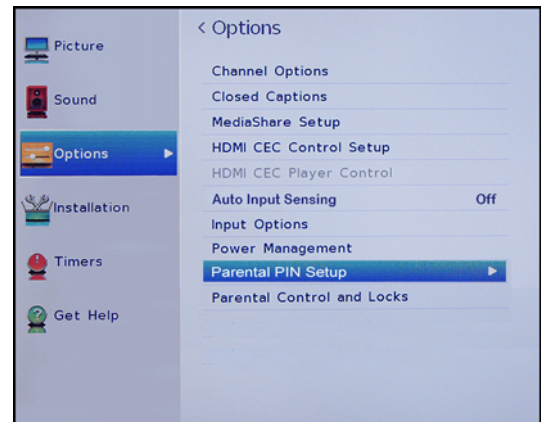 Picture
Sound
Options
Installation
Timers
Get Help
< Options
Channel Options
Closed Captions
MediaShare Setup
HDMI CEC Control Setup
HDMI CEC Player Control
Auto Input Sensing Off
Input Options
Power Management
Parental PIN Setup
Parental Control and Locks